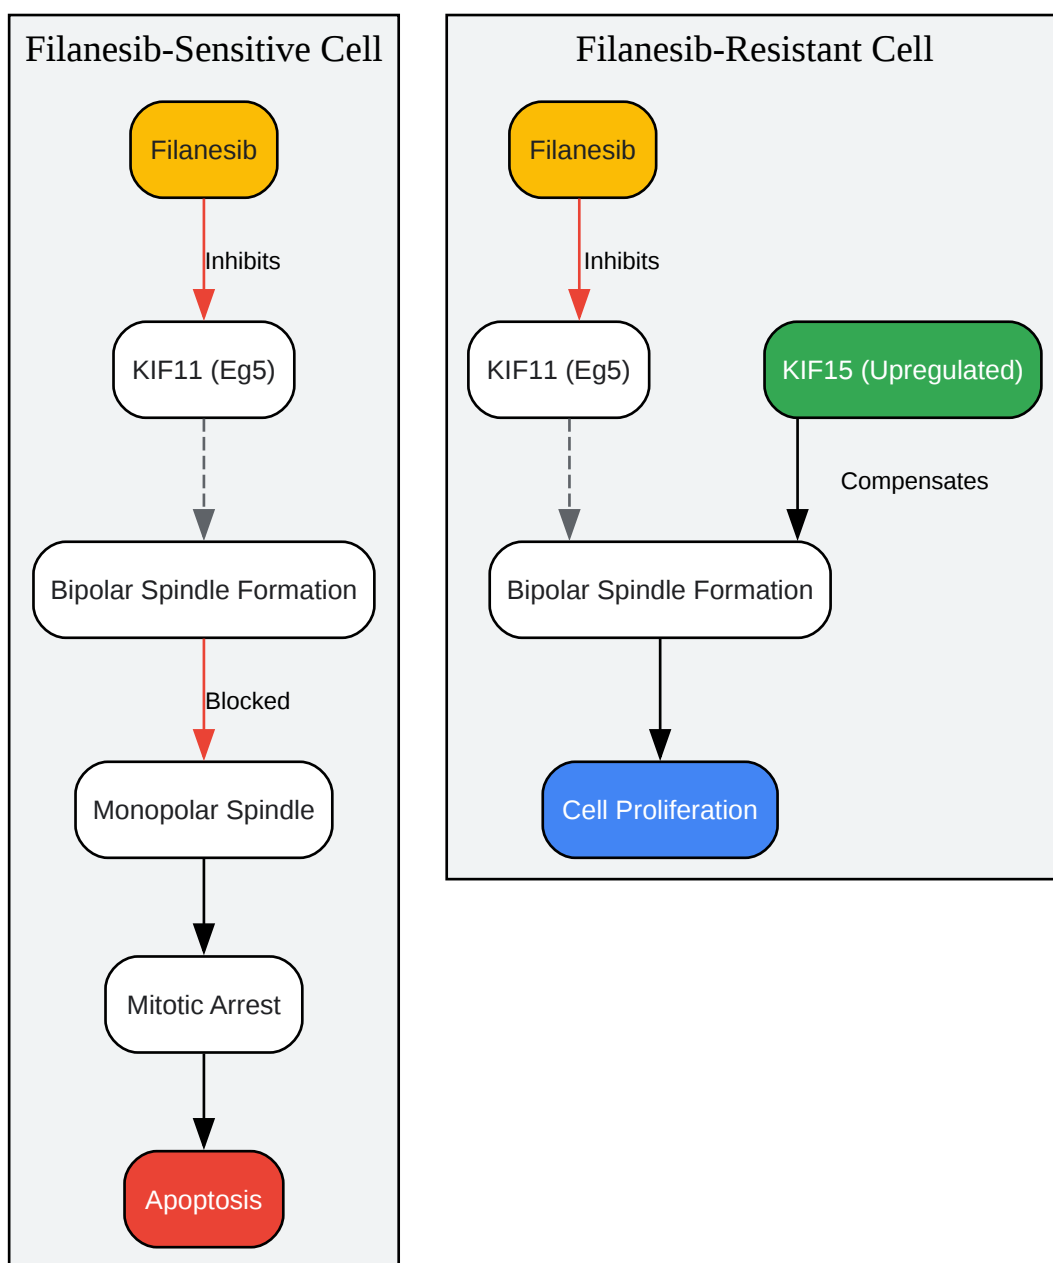 Filanesib-Sensitive Cell
Filanesib
Inhibits
KIF11 (Eg5)
Bipolar Spindle Formation
Blocked
Monopolar Spindle
Mitotic Arrest
Apoptosis
Filanesib-Resistant Cell
Filanesib
Inhibits
KIF11 (Eg5)
KIF15 (Upregulated)
Compensates
Bipolar Spindle Formation
Cell Proliferation